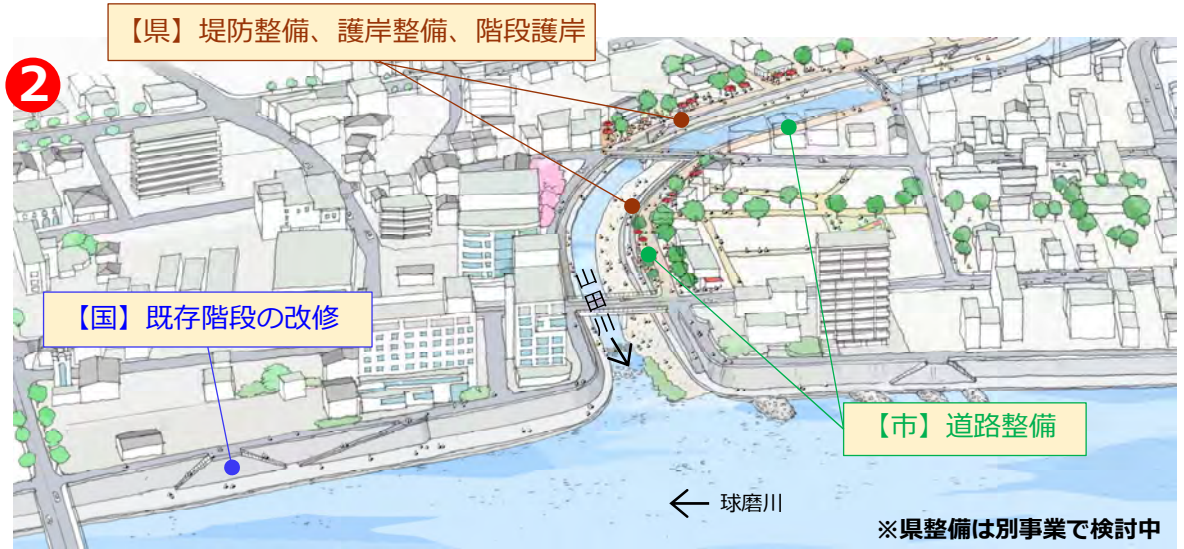 【県】堤防整備、護岸整備、階段護岸
2
【国】既存階段の改修
山田川
【市】道路整備
← 球磨川
※県整備は別事業で検討中